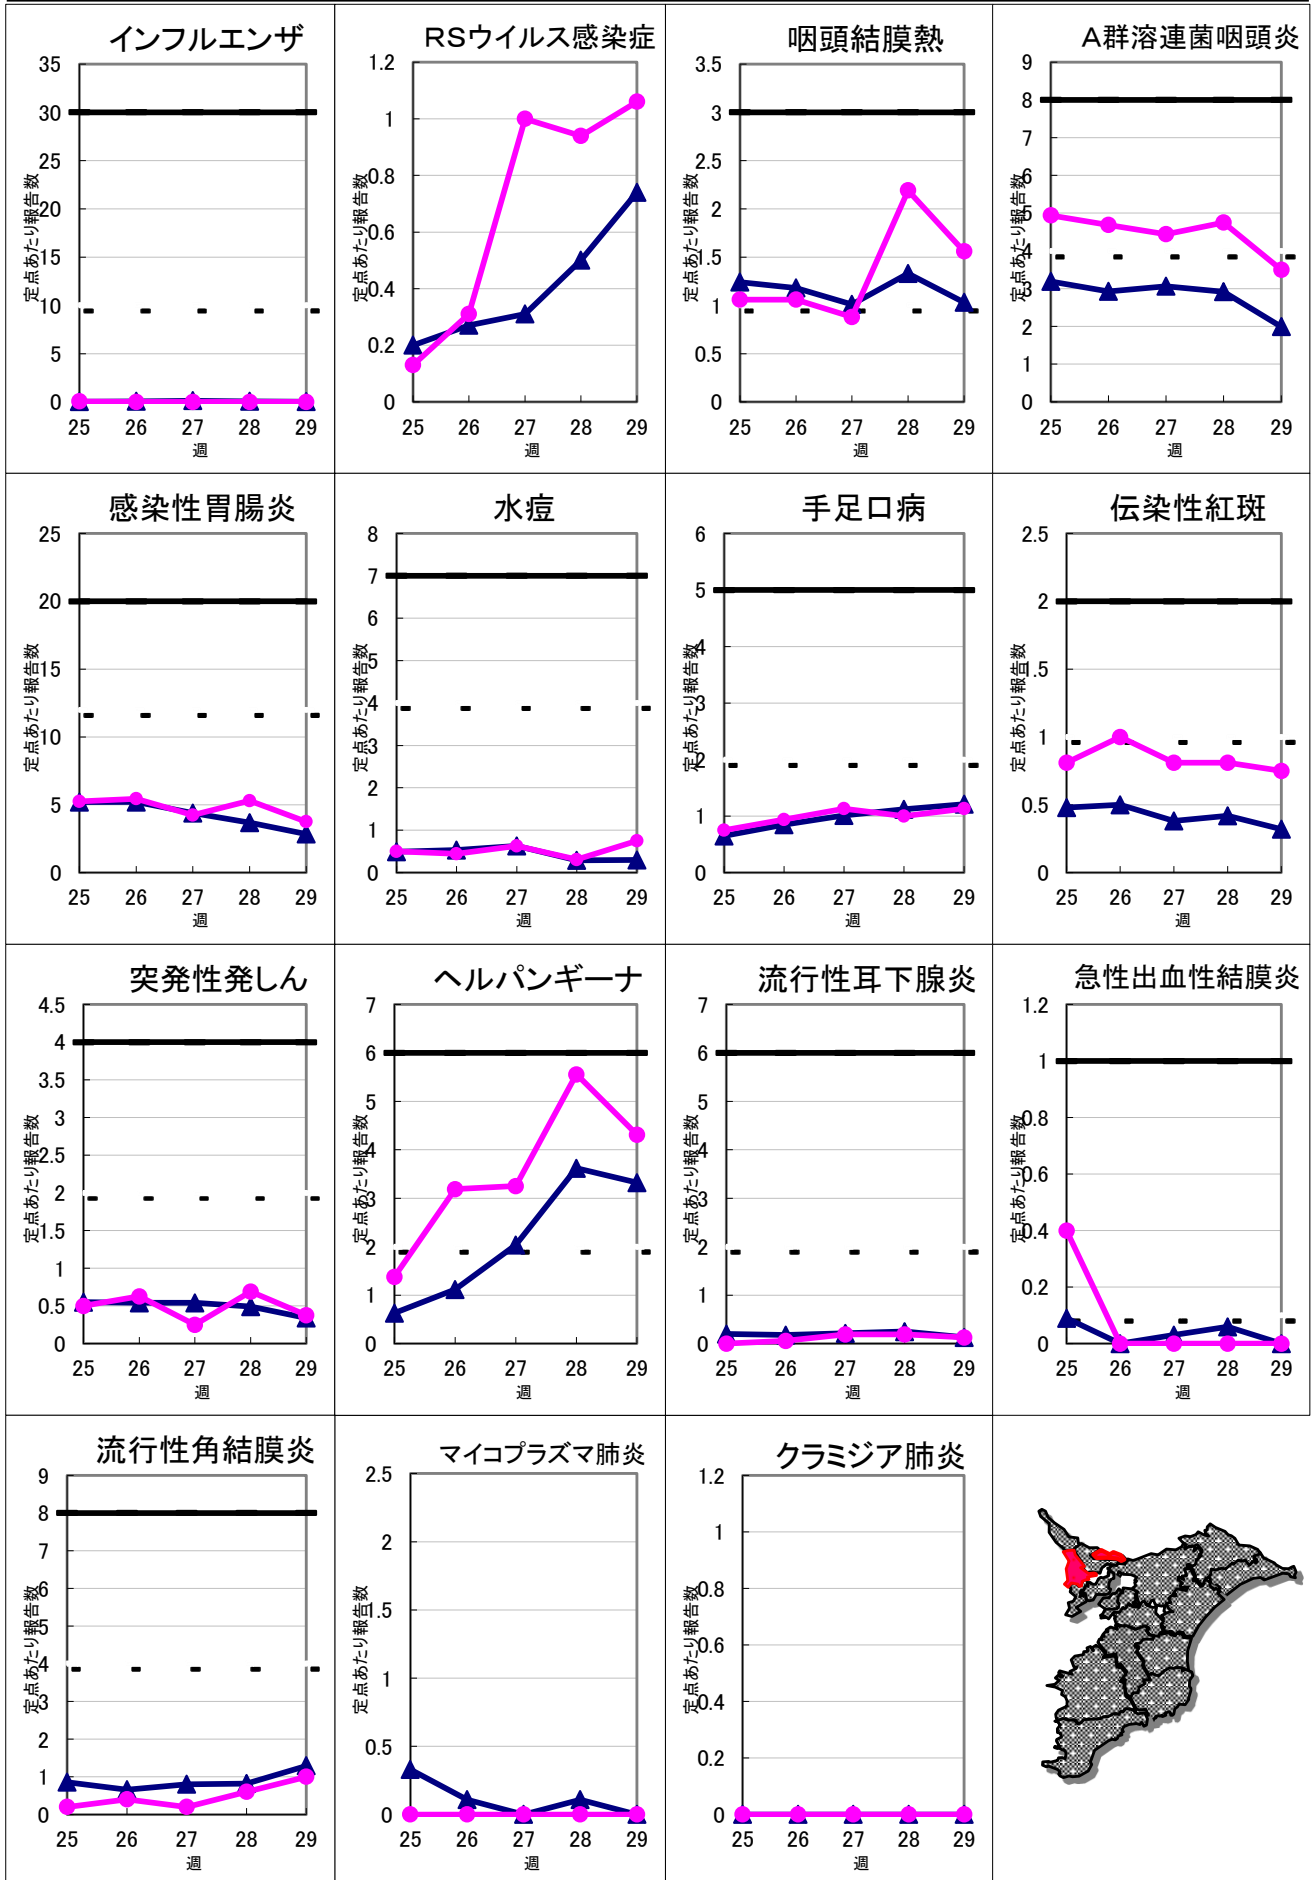 インフルエンザ
35
30
25
20
15
10
5
0
定点あたり報告数
25 26 27 28 29
週
RSウイルス感染症
1.2
1
0.8
0.6
0.4
0.2
0
定点あたり報告数
25 26 27 28 29
週
咽頭結膜熱
3.5
3
2.5
2
1.5
1
0.5
0
定点あたり報告数
25 26 27 28 29
週
A群溶連菌咽頭炎
9
8
7
6
5
4
3
2
1
0
定点あたり報告数
25 26 27 28 29
週
感染性胃腸炎
25
20
15
10
5
0
定点あたり報告数
25 26 27 28 29
週
水痘
8
7
6
5
4
3
2
1
0
定点あたり報告数
25 26 27 28 29
週
手足口病
6
5
4
3
2
1
0
定点あたり報告数
25 26 27 28 29
週
伝染性紅斑
2.5
2
1.5
1
0.5
0
定点あたり報告数
25 26 27 28 29
週
突発性発しん
4.5
4
3.5
3
2.5
2
1.5
1
0.5
0
定点あたり報告数
25 26 27 28 29
週
ヘルパンギーナ
7
6
5
4
3
2
1
0
定点あたり報告数
25 26 27 28 29
週
流行性耳下腺炎
7
6
5
4
3
2
1
0
定点あたり報告数
25 26 27 28 29
週
急性出血性結膜炎
1.2
1
0.8
0.6
0.4
0.2
0
定点あたり報告数
25 26 27 28 29
週
流行性角結膜炎
9
8
7
6
5
4
3
2
1
0
定点あたり報告数
25 26 27 28 29
週
マイコプラズマ肺炎
2.5
2
1.5
1
0.5
0
定点あたり報告数
25 26 27 28 29
週
クラミジア肺炎
1.2
1
0.8
0.6
0.4
0.2
0
定点あたり報告数
25 26 27 28 29
週